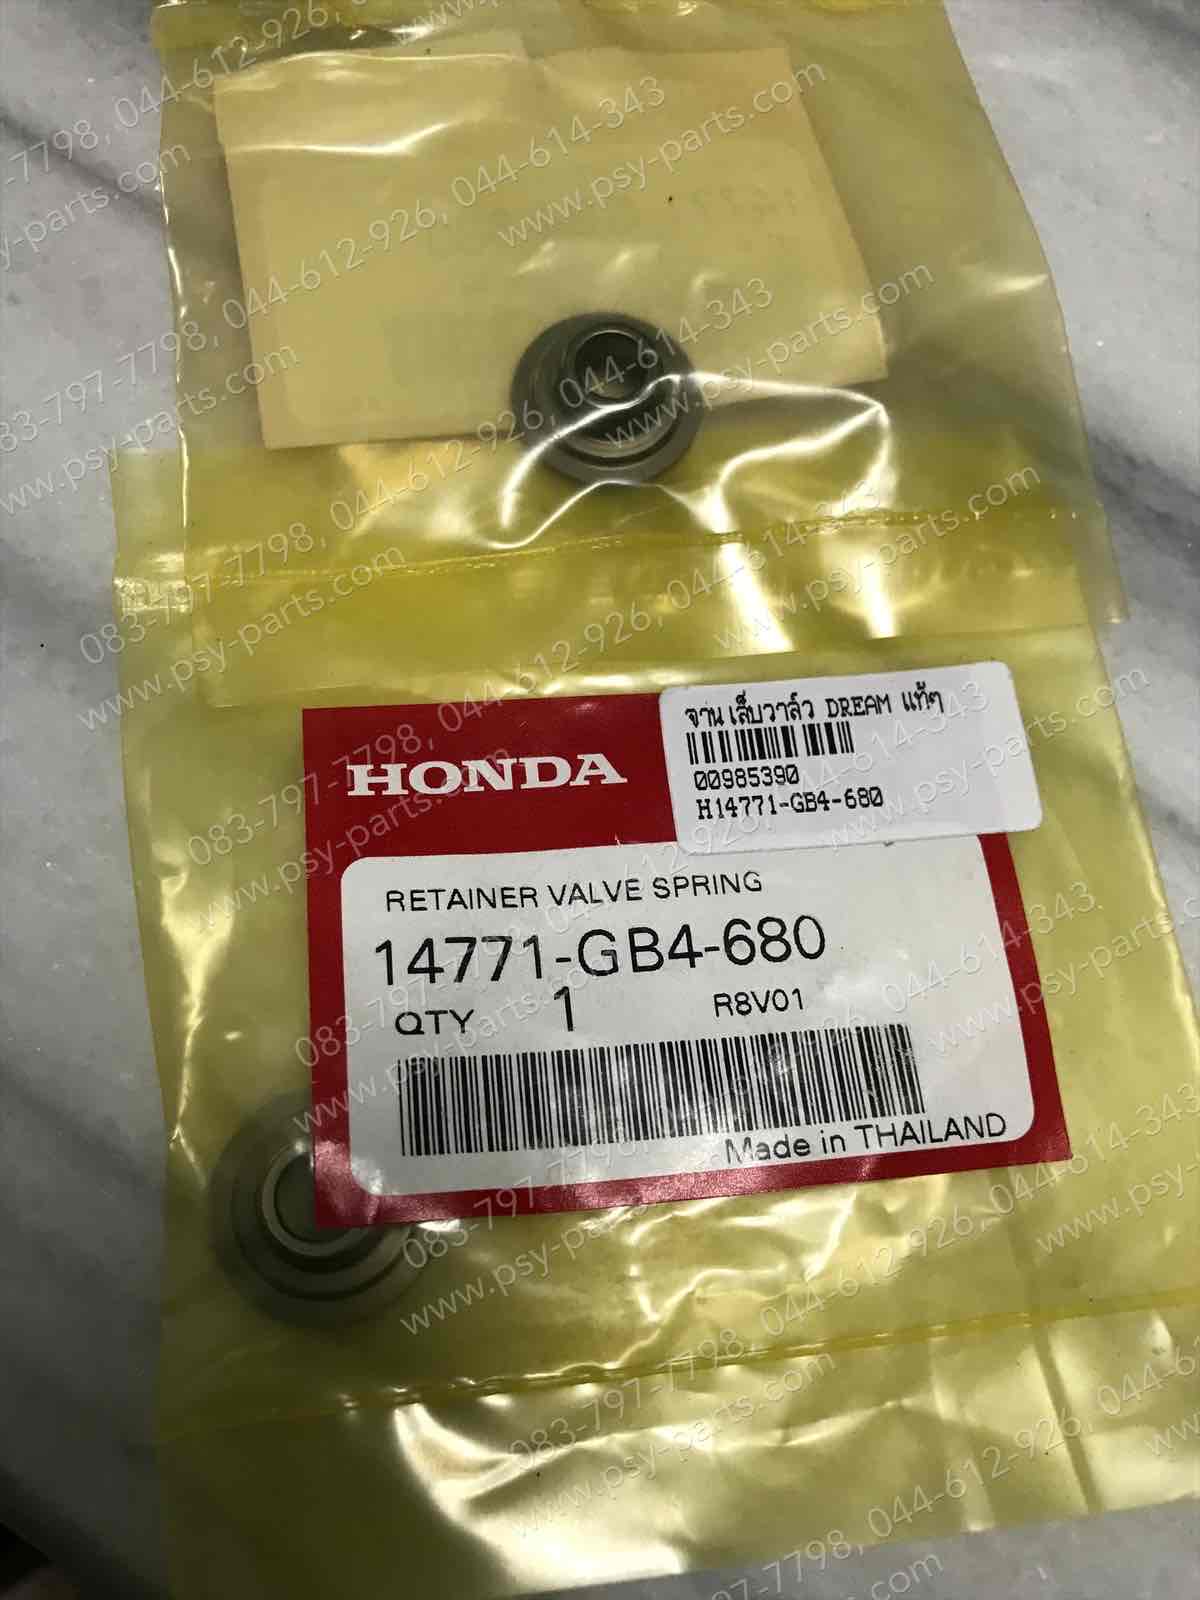 จานเส็บวาล์ว DREAM แท้ๆ
00985390
H14771-GB4-680
HONDA
RETAINER VALVE SPRING
14771-GB4-680
QTY 1 R8V01
Made in THAILAND
083-797-7798, 044-612-926, 044-614-343
www.psy-parts.com